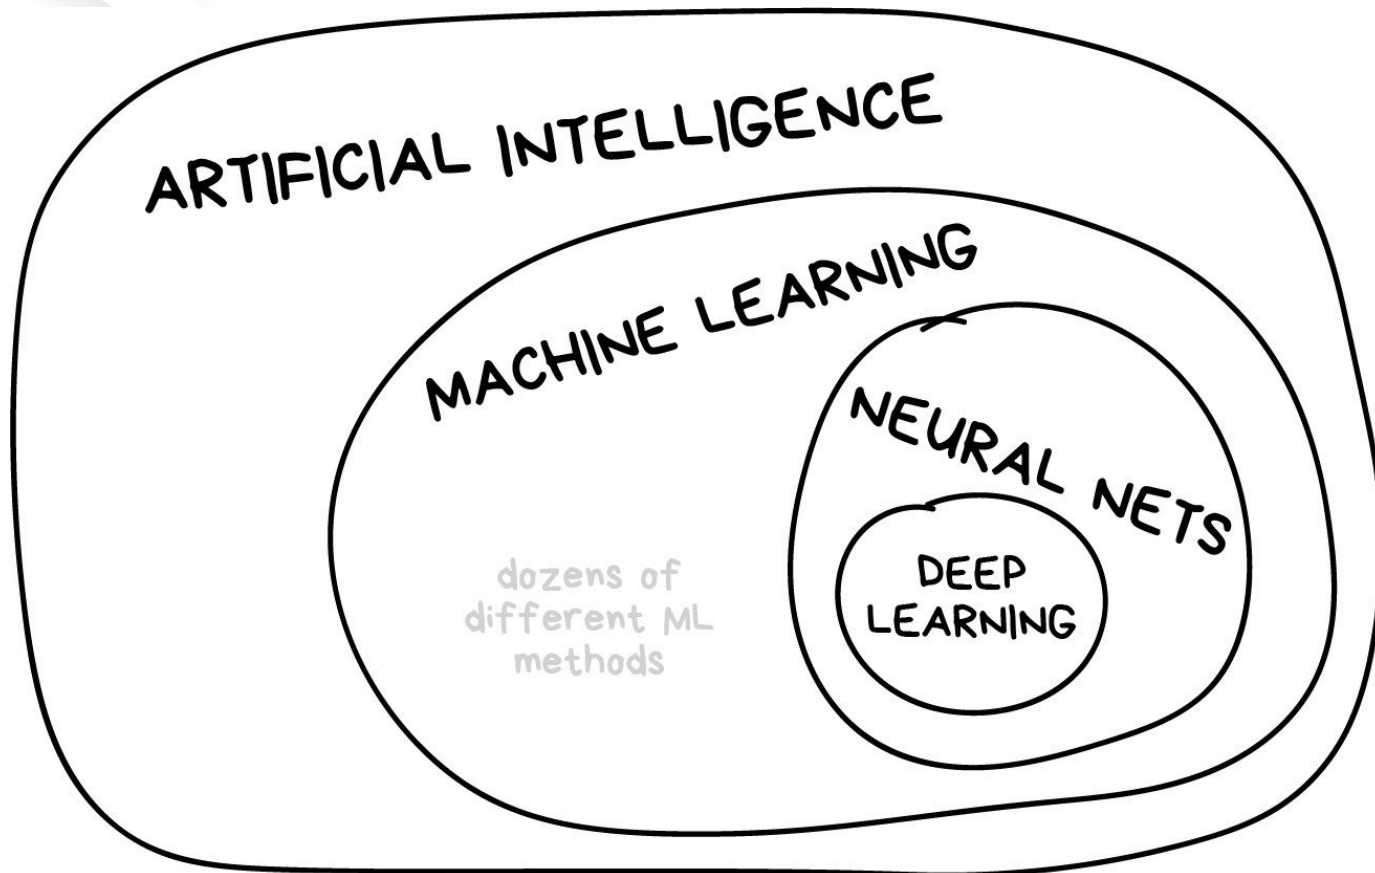 ARTIFICIAL INTELLIGENCE
MACHINE LEARNING
NEURAL NETS
DEEP
LEARNING
dozens of
different ML
methods